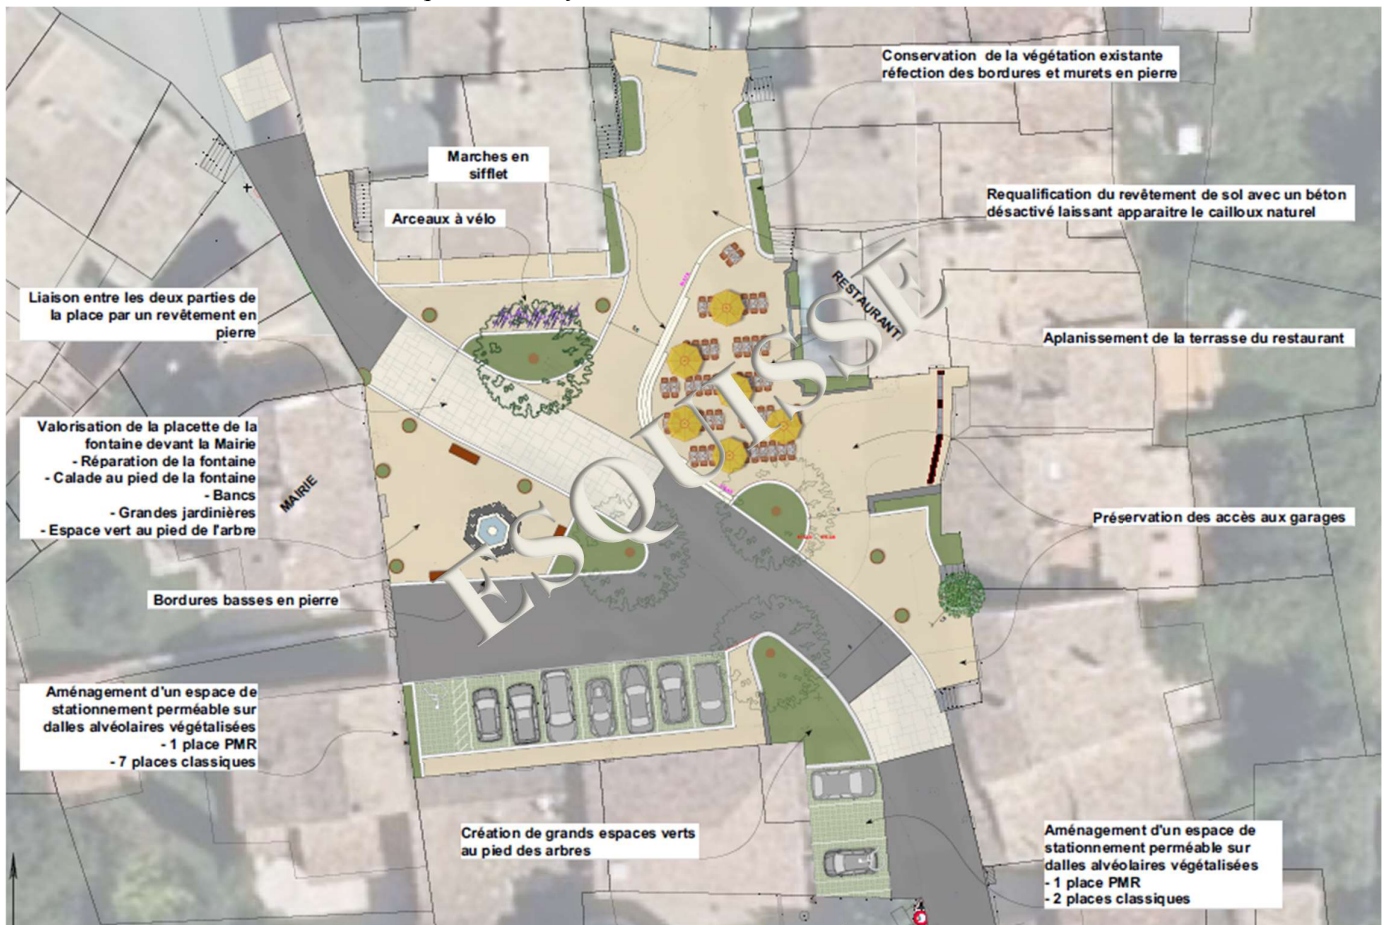 Conservation de la végétation existante
réfection des bordures et murets en pierre
Marches en
sifflet
Requalification du revêtement de sol avec un béton
désactivé laissant apparaitre le cailloux naturel
Arceaux à vélo
Liaison entre les deux parties de
la place par un revêtement en
pierre
RESTAURANT
Aplanissement de la terrasse du restaurant
Valorisation de la placette de la
fontaine devant la Mairie
- Réparation de la fontaine
- Calade au pied de la fontaine
- Bancs
- Grandes jardinières
- Espace vert au pied de l'arbre
MAIRIE
ESQUISSE
Préservation des accès aux garages
Bordures basses en pierre
Aménagement d'un espace de
stationnement perméable sur
dalles alvéolaires végétalisées
- 1 place PMR
- 7 places classiques
Création de grands espaces verts
au pied des arbres
Aménagement d'un espace de
stationnement perméable sur
dalles alvéolaires végétalisées
- 1 place PMR
- 2 places classiques